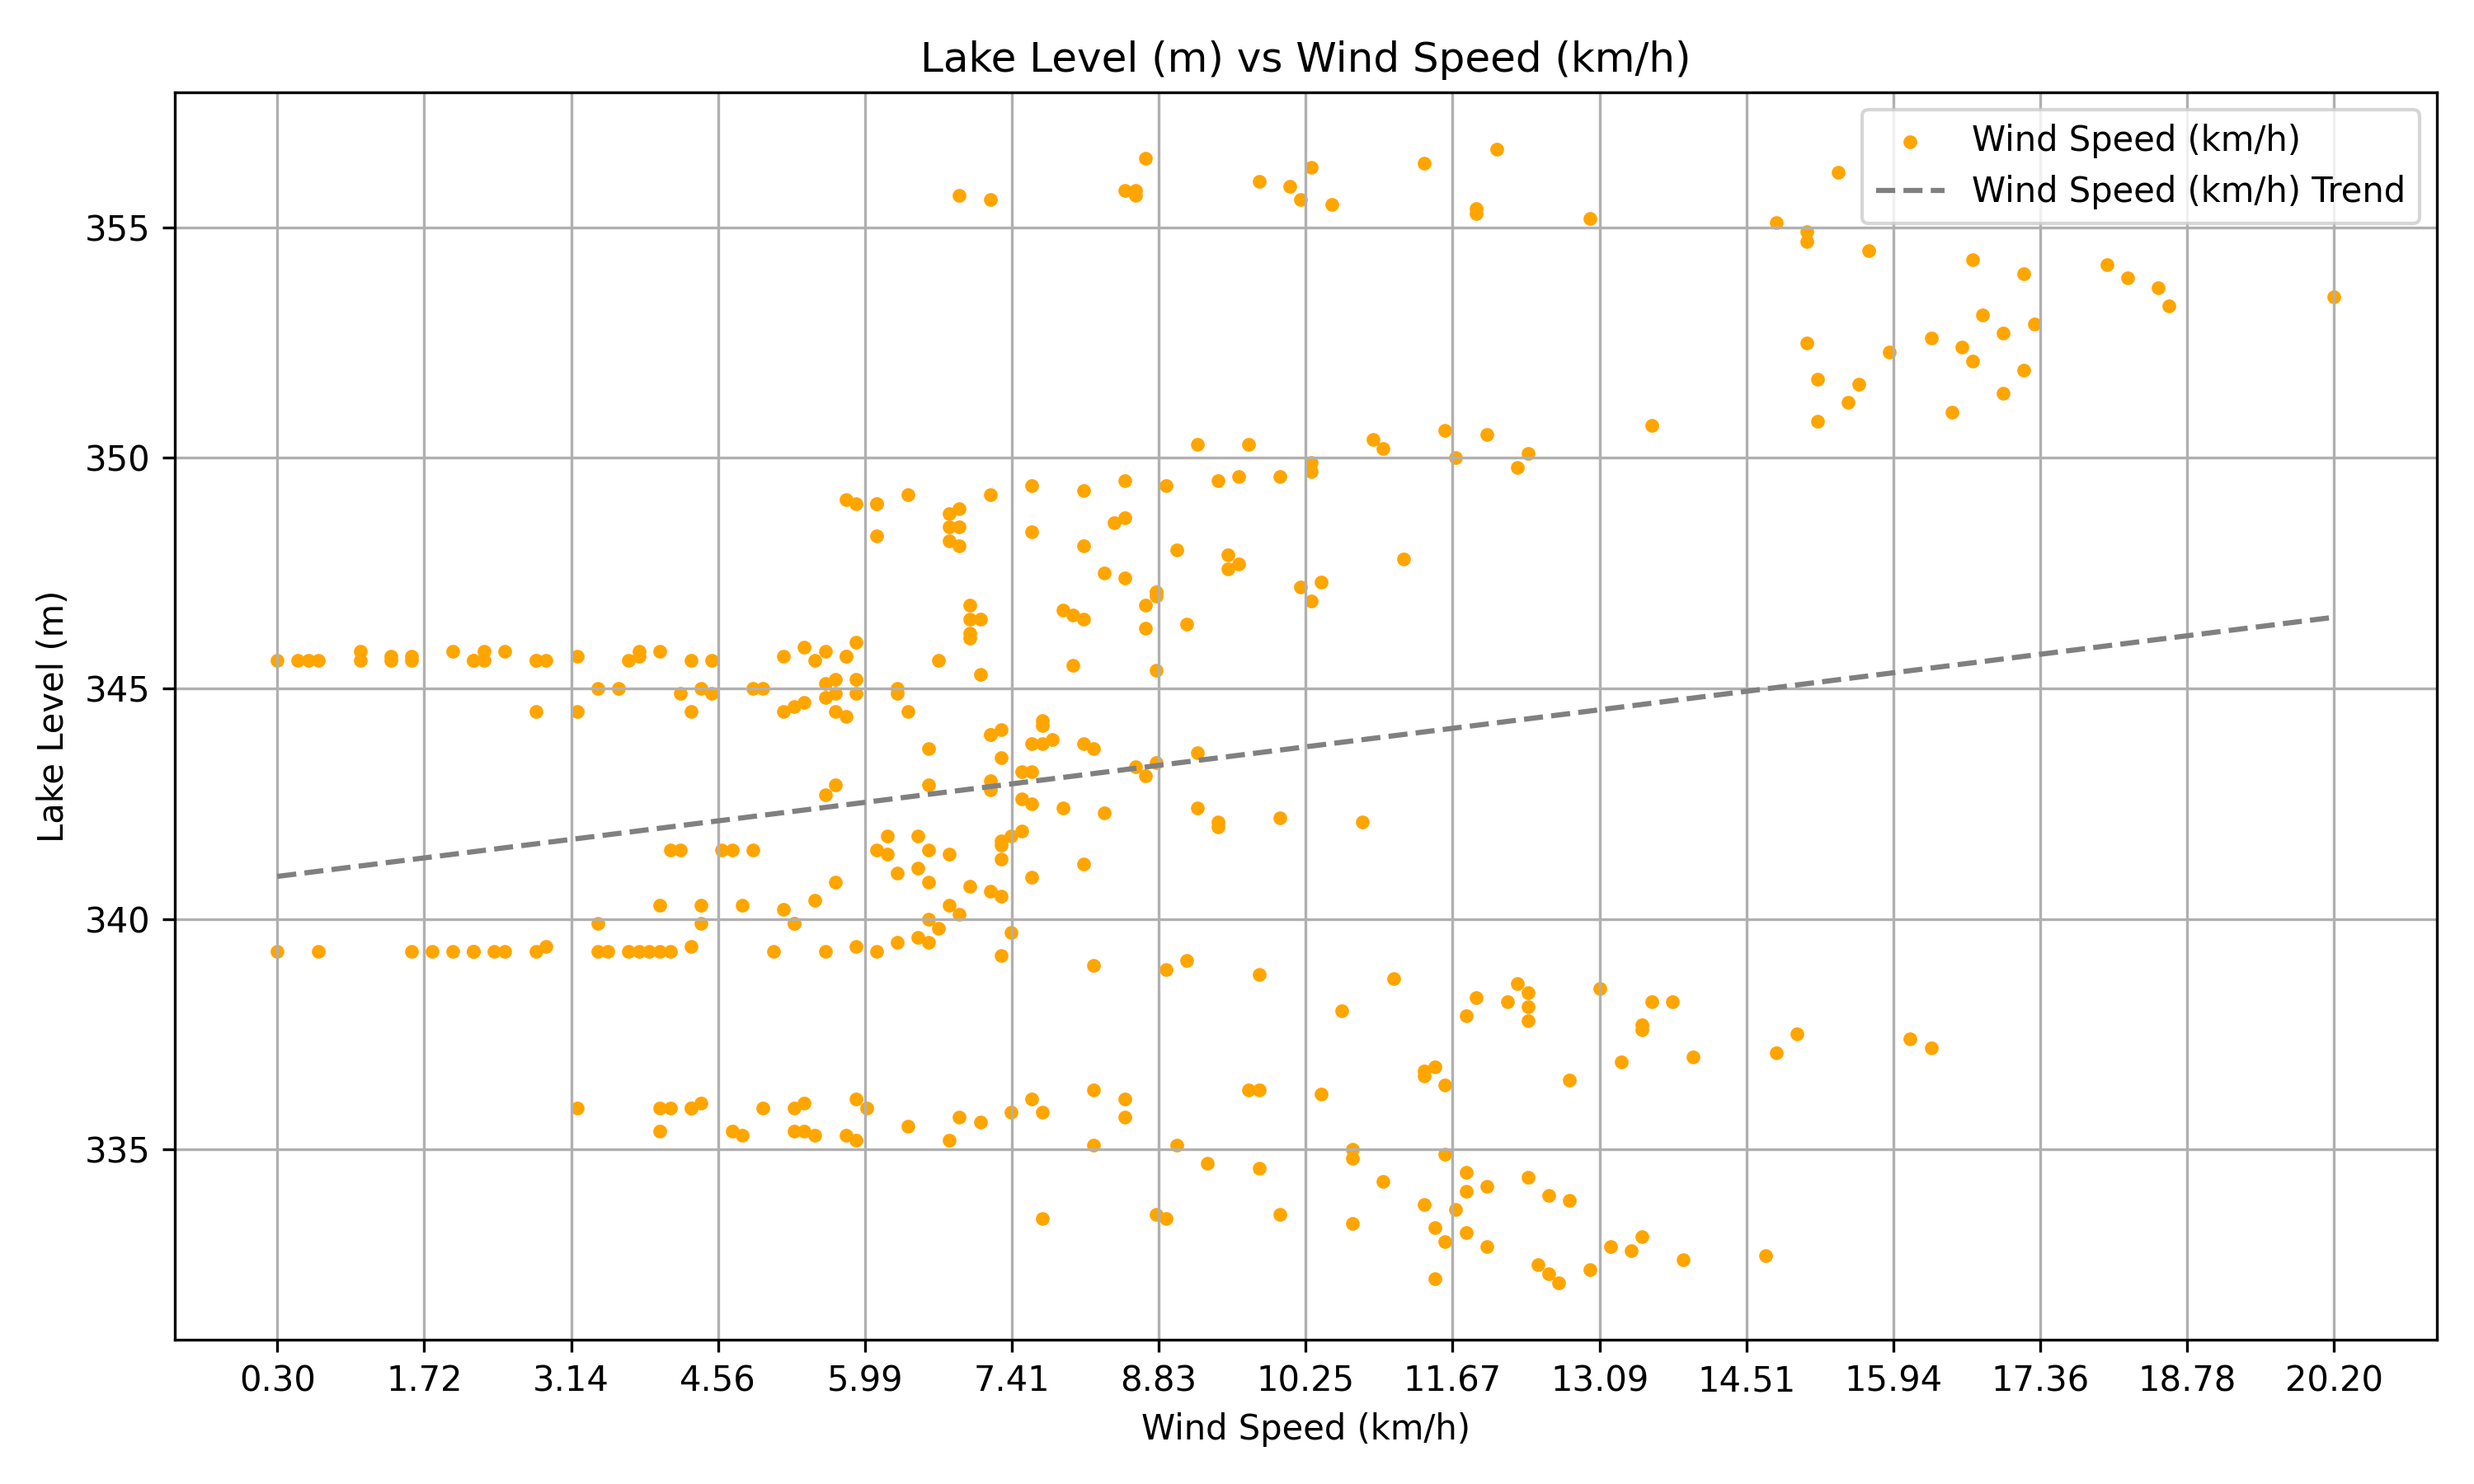 Lake Level (m) vs Wind Speed (km/h)
Wind Speed (km/h)
Wind Speed (km/h) Trend
Lake Level (m)
355
350
345
340
335
0.30 1.72 3.14 4.56 5.99 7.41 8.83 10.25 11.67 13.09 14.51 15.94 17.36 18.78 20.20
Wind Speed (km/h)